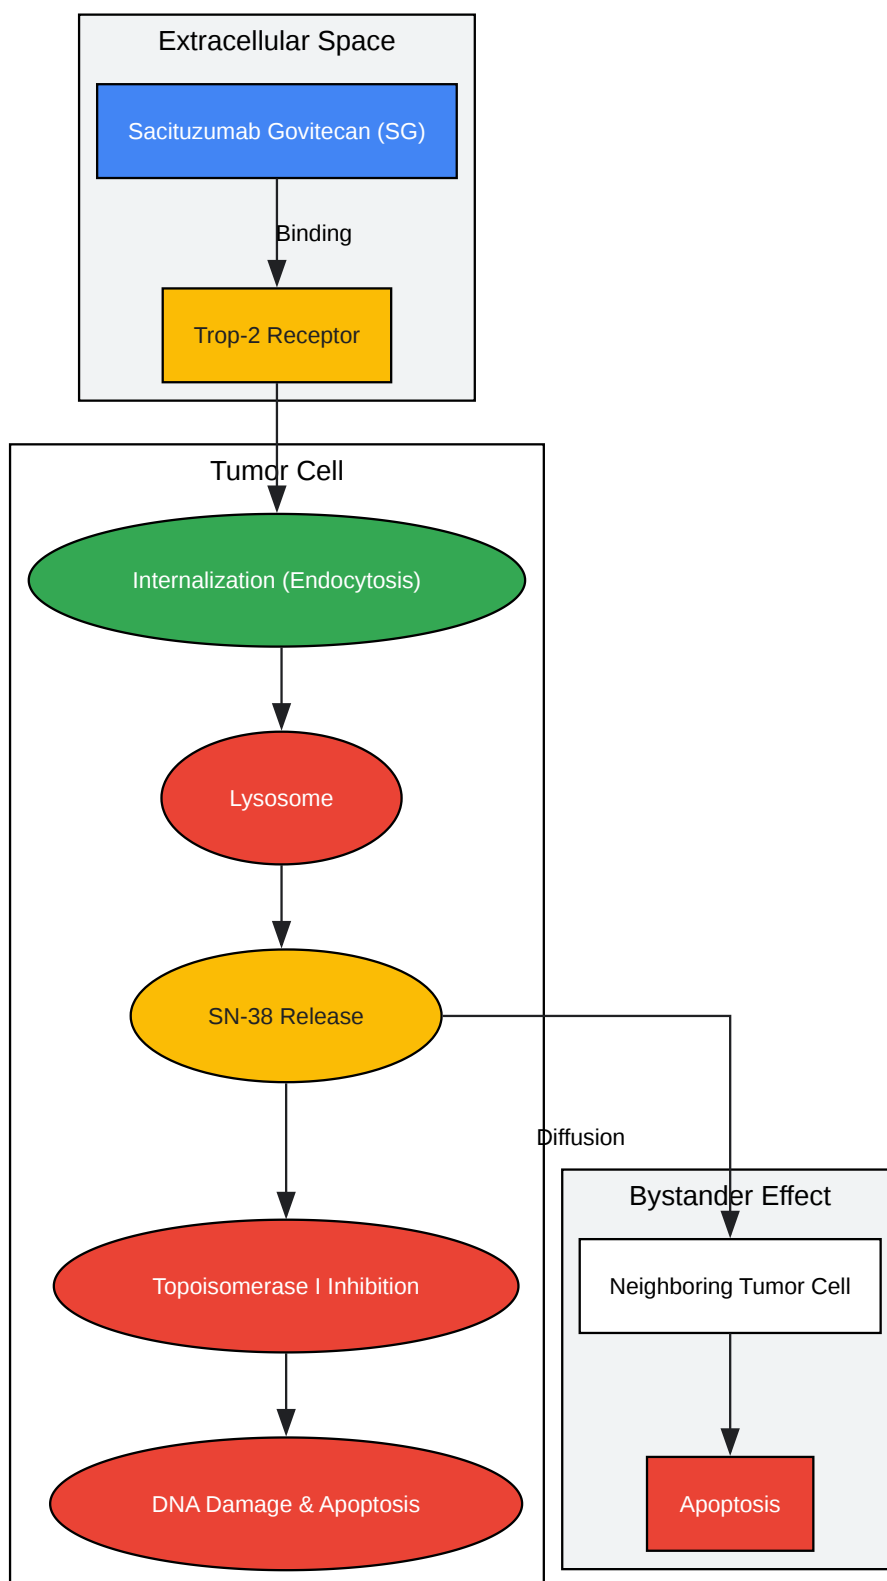 Extracellular Space
Sacituzumab Govitecan (SG)
Binding
Trop-2 Receptor
Tumor Cell
Internalization (Endocytosis)
Lysosome
SN-38 Release
Diffusion
Bystander Effect
Neighboring Tumor Cell
Topoisomerase I Inhibition
DNA Damage & Apoptosis
Apoptosis